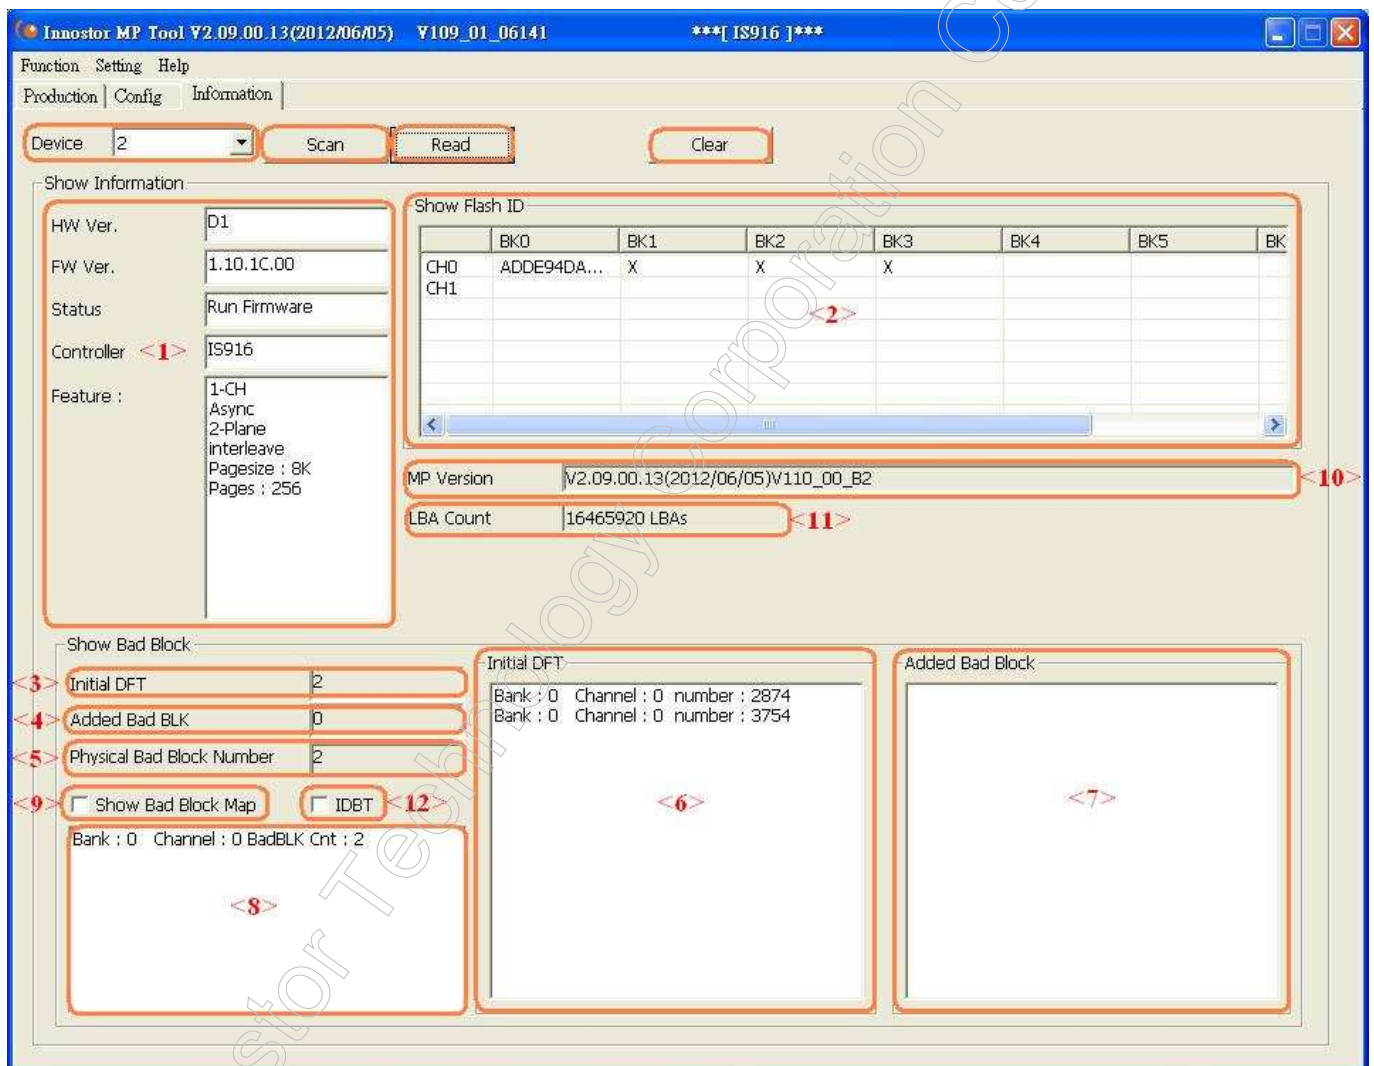 Innostor MP Tool V2.09.00.13(2012/06/05) V109_01_06141 ***[ IS916 ]***
Function Setting Help
Production Config Information
Device 2 Scan Read Clear
Show Information
HW Ver. D1
FW Ver. 1.10.1C.00
Status Run Firmware
Controller <1> IS916
Feature :
1-CH
Async
2-Plane
interleave
Pagesize : 8K
Pages : 256
Show Flash ID
BK0 BK1 BK2 BK3 BK4 BK5 BK
CH0 ADDE94DA... X X X
CH1
<2>
MP Version V2.09.00.13(2012/06/05)V110_00_B2 <10>
LBA Count 16465920 LBAs <11>
Show Bad Block
<3> Initial DFT 2
<4> Added Bad BLK 0
<5> Physical Bad Block Number 2
<9> Show Bad Block Map IDBT <12>
Bank : 0 Channel : 0 BadBLK Cnt : 2
<8>
Initial DFT
Bank : 0 Channel : 0 number : 2874
Bank : 0 Channel : 0 number : 3754
<6>
Added Bad Block
<7>
stor Technology Corporation Co